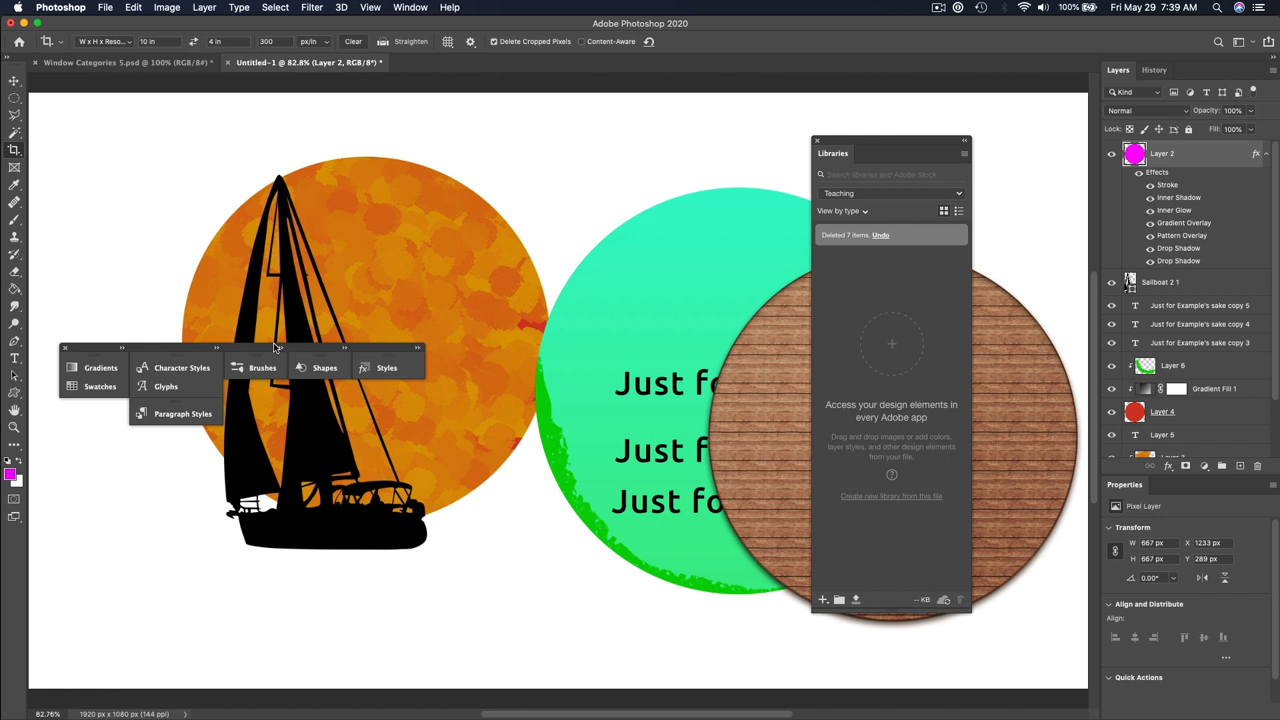 Photoshop File Edit Image Layer Type Select Filter 3D View Window Help
100% Fri May 29 7:39 AM
Adobe Photoshop 2020
W x H x Reso... 10 in 4 in 300 px/in Clear Straighten Delete Cropped Pixels Content-Aware
Window Categories 5.psd @ 100% (RGB/8#) * Untitled-1 @ 82.8% (Layer 2, RGB/8*) *
Layers History
Kind
Normal Opacity: 100%
Lock: Fill: 100%
Layer 2 fx
Effects
Stroke
Inner Shadow
Inner Glow
Gradient Overlay
Pattern Overlay
Drop Shadow
Drop Shadow
Sailboat 2 1
Just for Example's sake copy 5
Just for Example's sake copy 4
Just for Example's sake copy 3
Layer 6
Gradient Fill 1
Layer 4
Layer 5
Properties
Pixel Layer
Transform
W 667 px X 1233 px
H 667 px Y 289 px
0.00°
Align and Distribute
Align:
Quick Actions
Libraries
Search libraries and Adobe Stock
Teaching
View by type
Deleted 7 items. Undo
Access your design elements in
every Adobe app
Drag and drop images or add colors,
layer styles, and other design elements
from your file.
Create new library from this file
-- KB
Gradients Character Styles Brushes Shapes Styles
Swatches Glyphs
Paragraph Styles
Just fo
Just f
Just fo
82.76% 1920 px x 1080 px (144 ppi)